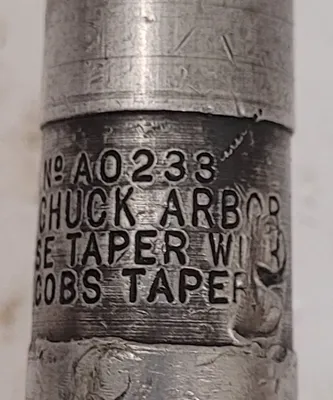 No A0233
CHUCK ARBOR
SE TAPER WI
COBS TAPER